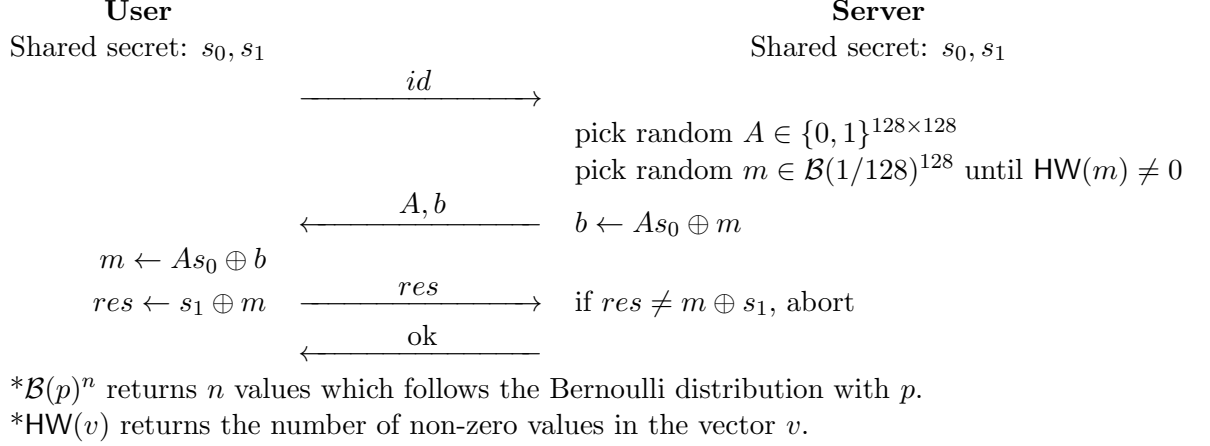 User Server
Shared secret: s₀, s₁ Shared secret: s₀, s₁
id
pick random A ∈ {0, 1}¹²⁸ˣ¹²⁸
pick random m ∈ ℬ(1/128)¹²⁸ until HW(m) ≠ 0
A, b
b ← As₀ ⊕ m
m ← As₀ ⊕ b
res ← s₁ ⊕ m res if res ≠ m ⊕ s₁, abort
ok
*ℬ(p)ⁿ returns n values which follows the Bernoulli distribution with p.
*HW(v) returns the number of non-zero values in the vector v.